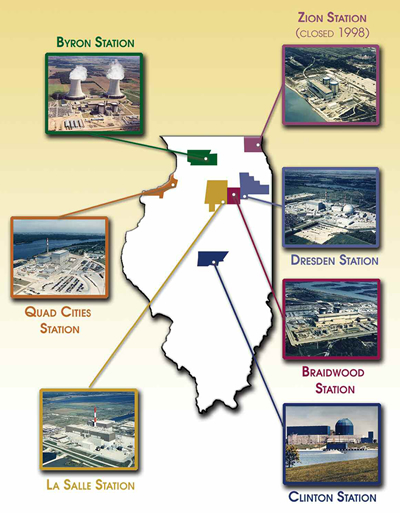 Zion Station
(closed 1998)
Byron Station
Dresden Station
Quad Cities
Station
Braidwood
Station
La Salle Station
Clinton Station